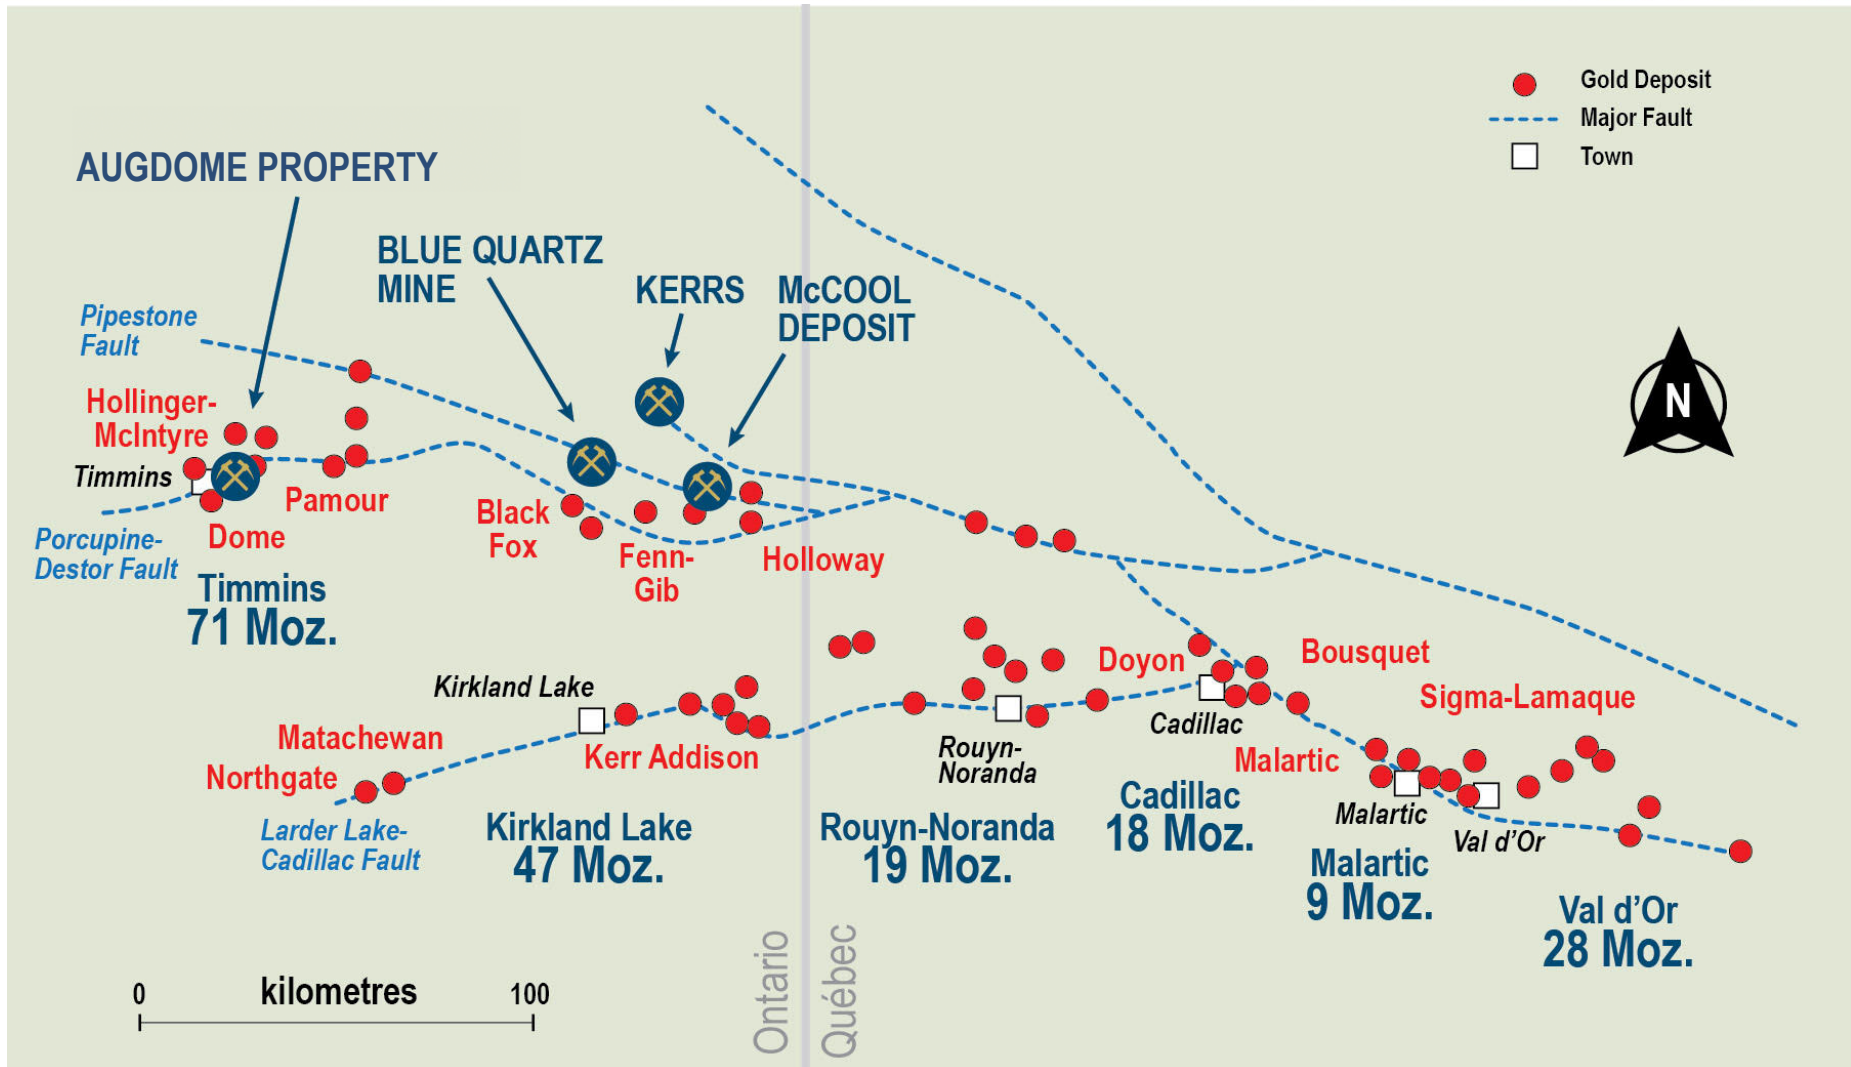 Gold Deposit
Major Fault
Town
AUGDOME PROPERTY
BLUE QUARTZ
MINE
KERRS
McCOOL
DEPOSIT
Pipestone
Fault
N
Hollinger-
McIntyre
Timmins
Pamour
Dome
Porcupine-
Destor Fault
Timmins
71 Moz.
Black
Fox
Fenn-
Gib
Holloway
Kirkland Lake
Matachewan
Northgate
Kerr Addison
Larder Lake-
Cadillac Fault
Kirkland Lake
47 Moz.
Rouyn-
Noranda
Rouyn-Noranda
19 Moz.
Doyon
Bousquet
Sigma-Lamaque
Cadillac
Malartic
Cadillac
18 Moz.
Malartic
Val d’Or
Malartic
9 Moz.
Val d’Or
28 Moz.
Ontario
Québec
0 kilometres 100